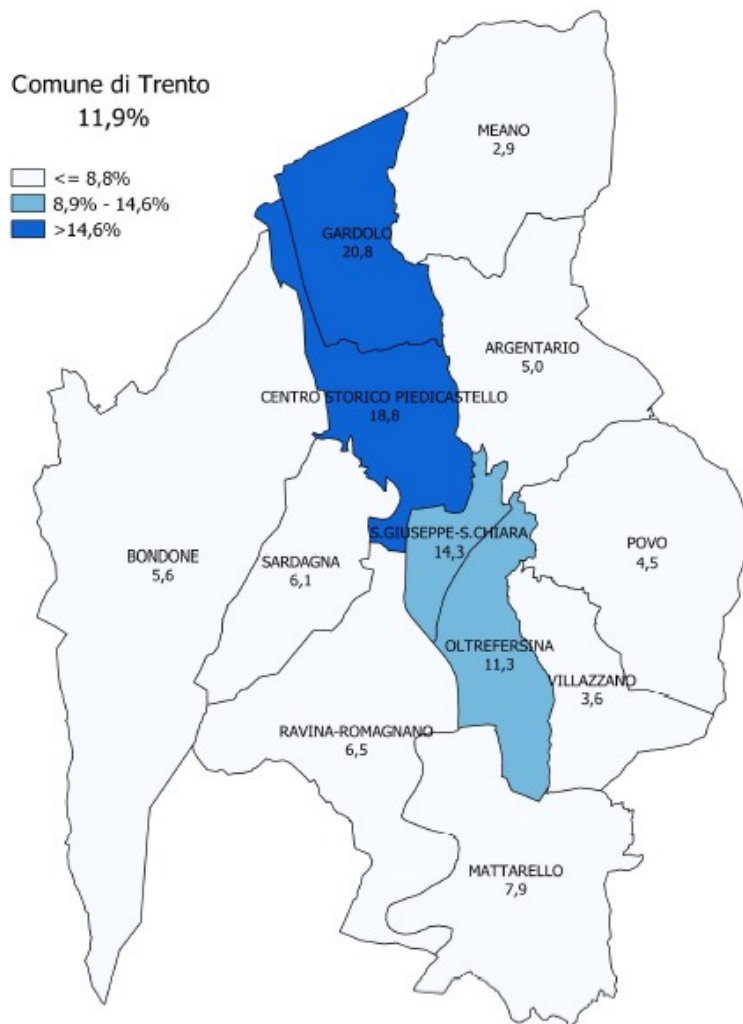 Comune di Trento
11,9%
<= 8,8%
8,9% - 14,6%
>14,6%
MEANO
2,9
GARDOLO
20,8
ARGENTARIO
5,0
CENTRO STORICO PIEDICASTELLO
18,8
S.GIUSEPPE-S.CHIARA
14,3
POVO
4,5
BONDONE
5,6
SARDAGNA
6,1
OLTREFERSINA
11,3
VILLAZZANO
3,6
RAVINA-ROMAGNANO
6,5
MATTARELLO
7,9